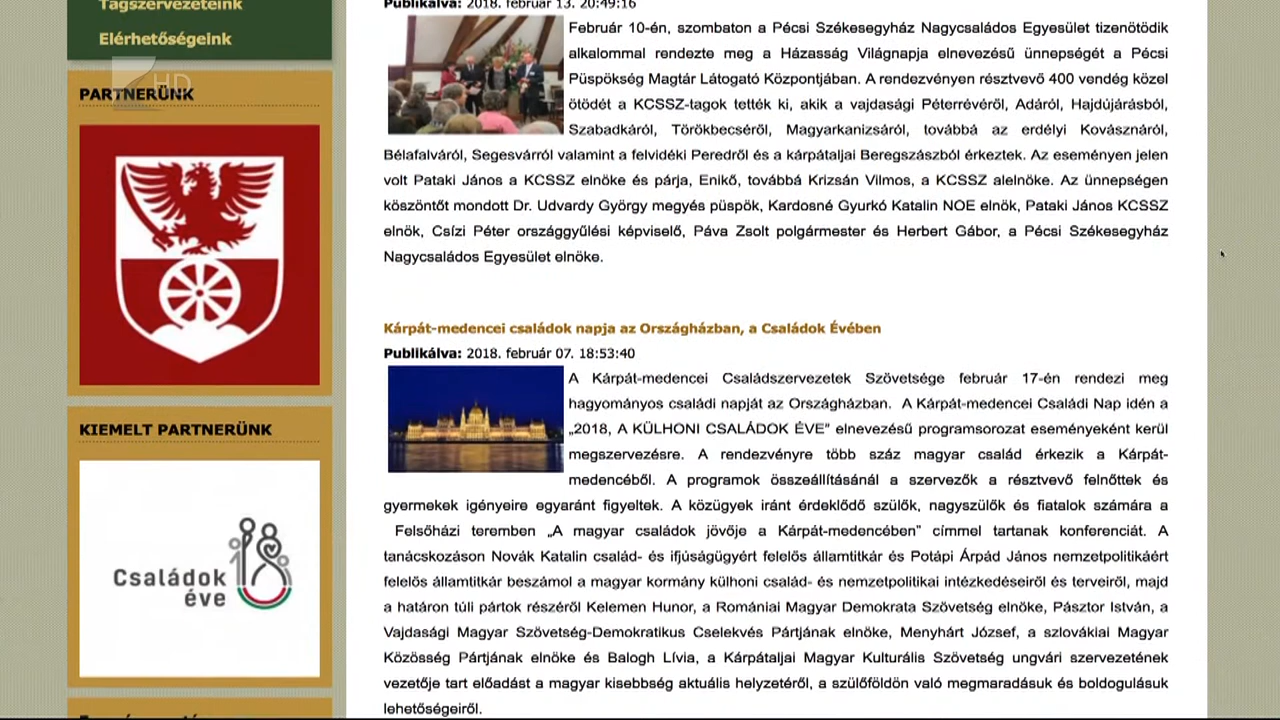 Tagszervezeteink
Elérhetőségeink
HD
PARTNERÜNK
KIEMELT PARTNERÜNK
Családok
éve
Publikálva: 2018. február 13. 20:49:16
Február 10-én, szombaton a Pécsi Székesegyház Nagycsaládos Egyesület tizenötödik
alkalommal rendezte meg a Házasság Világnapja elnevezésű ünnepségét a Pécsi
Püspökség Magtár Látogató Központjában. A rendezvényen résztvevő 400 vendég közel
ötödét a KCSSZ-tagok tették ki, akik a vajdasági Péterrévéről, Adáról, Hajdújárásból,
Szabadkáról, Törökbecséről, Magyarkanizsáról, továbbá az erdélyi Kovásznáról,
Bélafalváról, Segesvárról valamint a felvidéki Peredről és a kárpátaljai Beregszászból érkeztek. Az eseményen jelen
volt Pataki János a KCSSZ elnöke és párja, Enikő, továbbá Krizsán Vilmos, a KCSSZ alelnöke. Az ünnepségen
köszöntőt mondott Dr. Udvardy György megyés püspök, Kardosné Gyurkó Katalin NOE elnök, Pataki János KCSSZ
elnök, Csízi Péter országgyűlési képviselő, Páva Zsolt polgármester és Herbert Gábor, a Pécsi Székesegyház
Nagycsaládos Egyesület elnöke.
Kárpát-medencei családok napja az Országházban, a Családok Évében
Publikálva: 2018. február 07. 18:53:40
A Kárpát-medencei Családszervezetek Szövetsége február 17-én rendezi meg
hagyományos családi napját az Országházban. A Kárpát-medencei Családi Nap idén a
„2018, A KÜLHONI CSALÁDOK ÉVE” elnevezésű programsorozat eseményeként kerül
megszervezésre. A rendezvényre több száz magyar család érkezik a Kárpát-
medencéből. A programok összeállításánál a szervezők a résztvevő felnőttek és
gyermekek igényeire egyaránt figyeltek. A közügyek iránt érdeklődő szülők, nagyszülők és fiatalok számára a
Felsőházi teremben „A magyar családok jövője a Kárpát-medencében” címmel tartanak konferenciát. A
tanácskozáson Novák Katalin család- és ifjúságügyért felelős államtitkár és Potápi Árpád János nemzetpolitikáért
felelős államtitkár beszámol a magyar kormány külhoni család- és nemzetpolitikai intézkedéseiről és terveiről, majd
a határon túli pártok részéről Kelemen Hunor, a Romániai Magyar Demokrata Szövetség elnöke, Pásztor István, a
Vajdasági Magyar Szövetség-Demokratikus Cselekvés Pártjának elnöke, Menyhárt József, a szlovákiai Magyar
Közösség Pártjának elnöke és Balogh Lívia, a Kárpátaljai Magyar Kulturális Szövetség ungvári szervezetének
vezetője tart előadást a magyar kisebbség aktuális helyzetéről, a szülőföldön való megmaradásuk és boldogulásuk
lehetőségeiről.